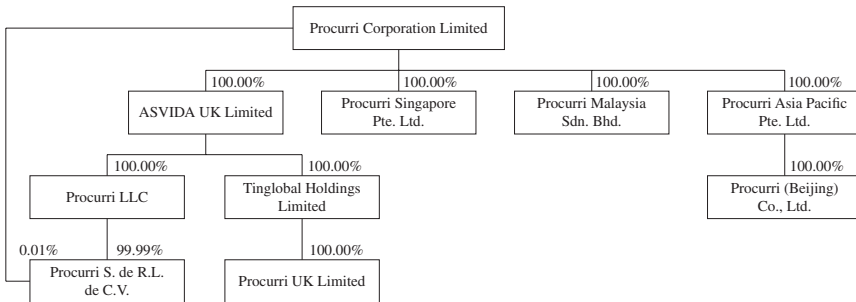 Procurri Corporation Limited
100.00%
100.00%
100.00%
100.00%
ASVIDA UK Limited
Procurri Singapore
Pte. Ltd.
Procurri Malaysia
Sdn. Bhd.
Procurri Asia Pacific
Pte. Ltd.
100.00%
100.00%
100.00%
Procurri LLC
Tinglobal Holdings
Limited
Procurri (Beijing)
Co., Ltd.
0.01%
99.99%
100.00%
Procurri S. de R.L.
de C.V.
Procurri UK Limited